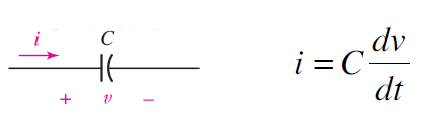 i C
+ v −
i = C dv/dt